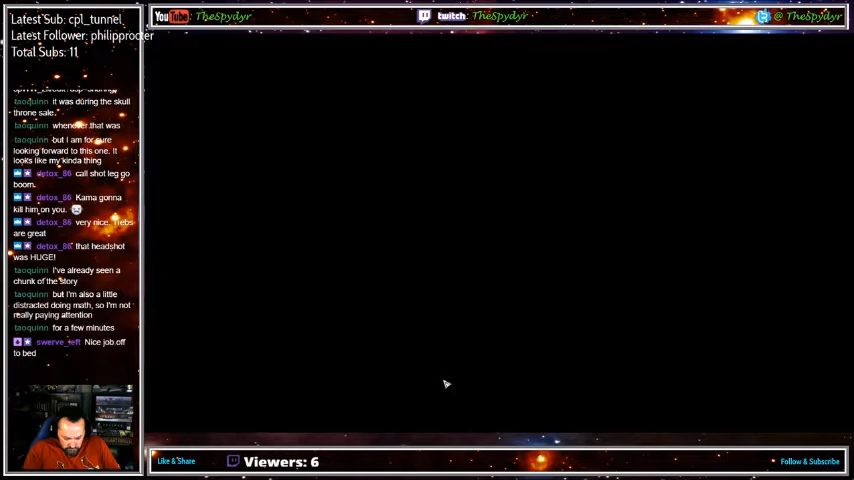 Latest Sub: cpl_tunnel
Latest Follower: philipprocter
Total Subs: 11
YouTube: TheSpydyr
twitch: TheSpydyr
@ TheSpydyr
taoquinn it was during the skull
throne sale.
taoquinn whenever that was
taoquinn but I am for sure
looking forward to this one. It
looks like my kinda thing
detox_86 call shot leg go
boom.
detox_86 Kama gonna
kill him on you.
detox_86 very nice. Trebs
are great
detox_86 that headshot
was HUGE!
taoquinn I've already seen a
chunk of the story
taoquinn but I'm also a little
distracted doing math, so I'm not
really paying attention
taoquinn for a few minutes
swerve_left Nice job off
to bed
Like & Share
Viewers: 6
Follow & Subscribe